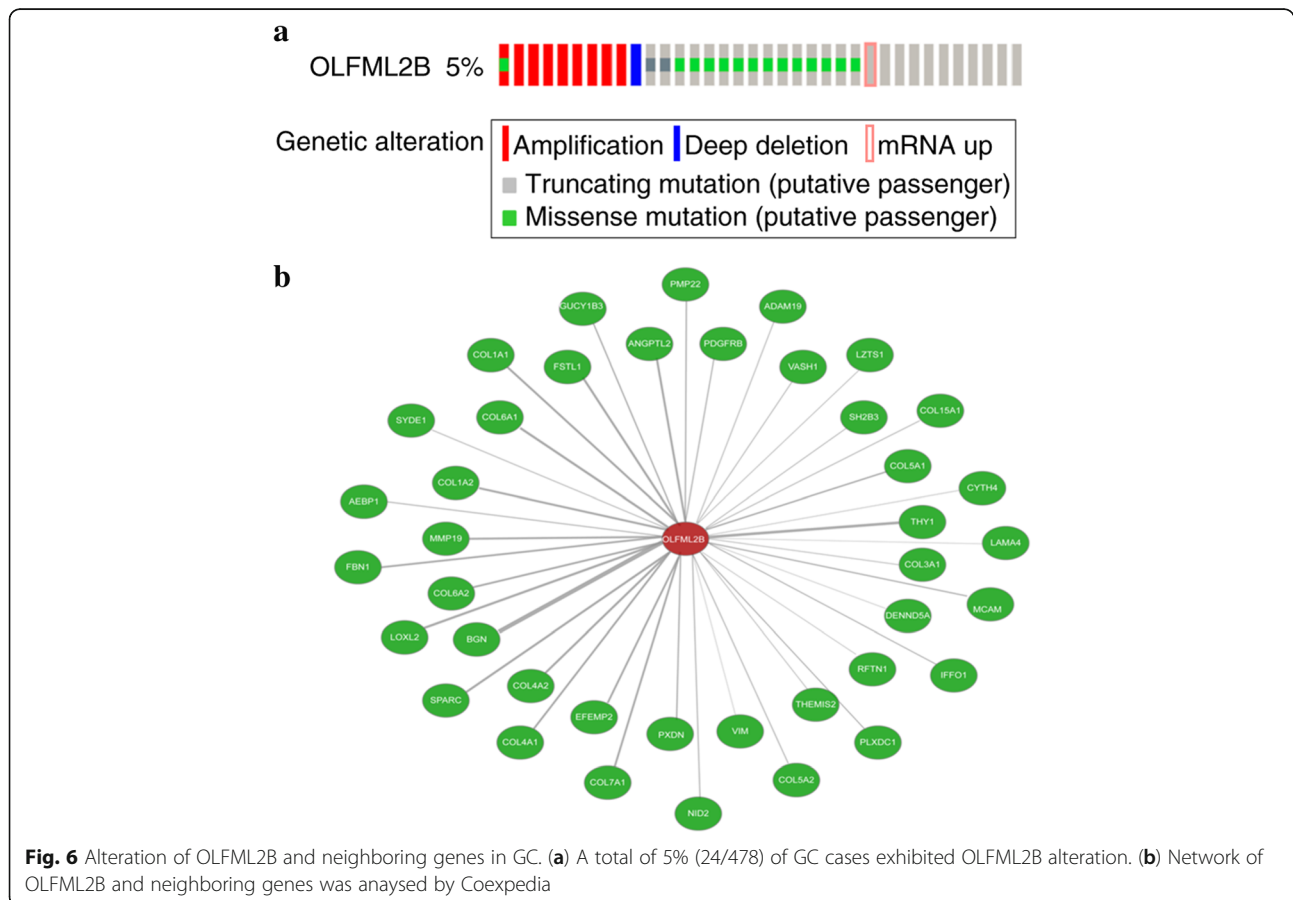 a
OLFML2B 5%
Genetic alteration
Amplification Deep deletion mRNA up
Truncating mutation (putative passenger)
Missense mutation (putative passenger)
b
PMP22
GUCY1B3
ADAM19
ANGPTL2
PDGFRB
COL1A1
FSTL1
VASH1
LZTS1
SYDE1
COL6A1
SH2B3
COL15A1
COL1A2
COL5A1
AEBP1
CYTH4
MMP19
THY1
OLFML2B
LAMA4
FBN1
COL3A1
COL6A2
MCAM
DENND5A
LOXL2
BGN
RFTN1
IFFO1
SPARC
COL4A2
THEMIS2
EFEMP2
COL4A1
PXDN
VIM
PLXDC1
COL7A1
COL5A2
NID2
Fig. 6 Alteration of OLFML2B and neighboring genes in GC. (a) A total of 5% (24/478) of GC cases exhibited OLFML2B alteration. (b) Network of
OLFML2B and neighboring genes was anaysed by Coexpedia